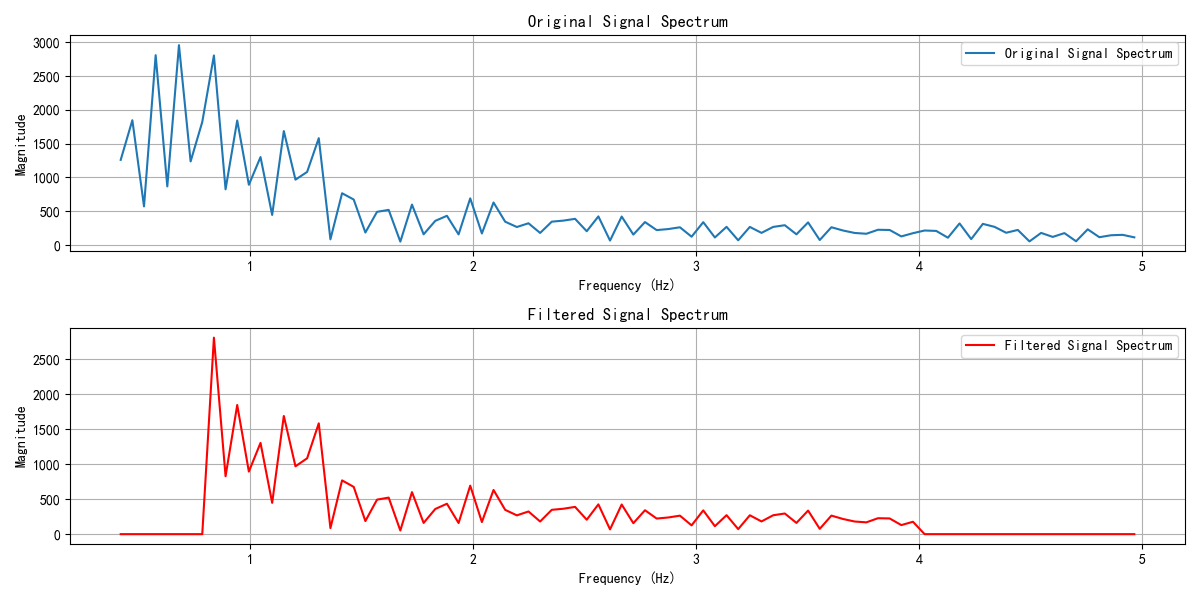 Original Signal Spectrum
3000
2500
2000
1500
1000
500
0
Magnitude
Original Signal Spectrum
1 2 3 4 5
Frequency (Hz)
Filtered Signal Spectrum
2500
2000
1500
1000
500
0
Magnitude
Filtered Signal Spectrum
1 2 3 4 5
Frequency (Hz)